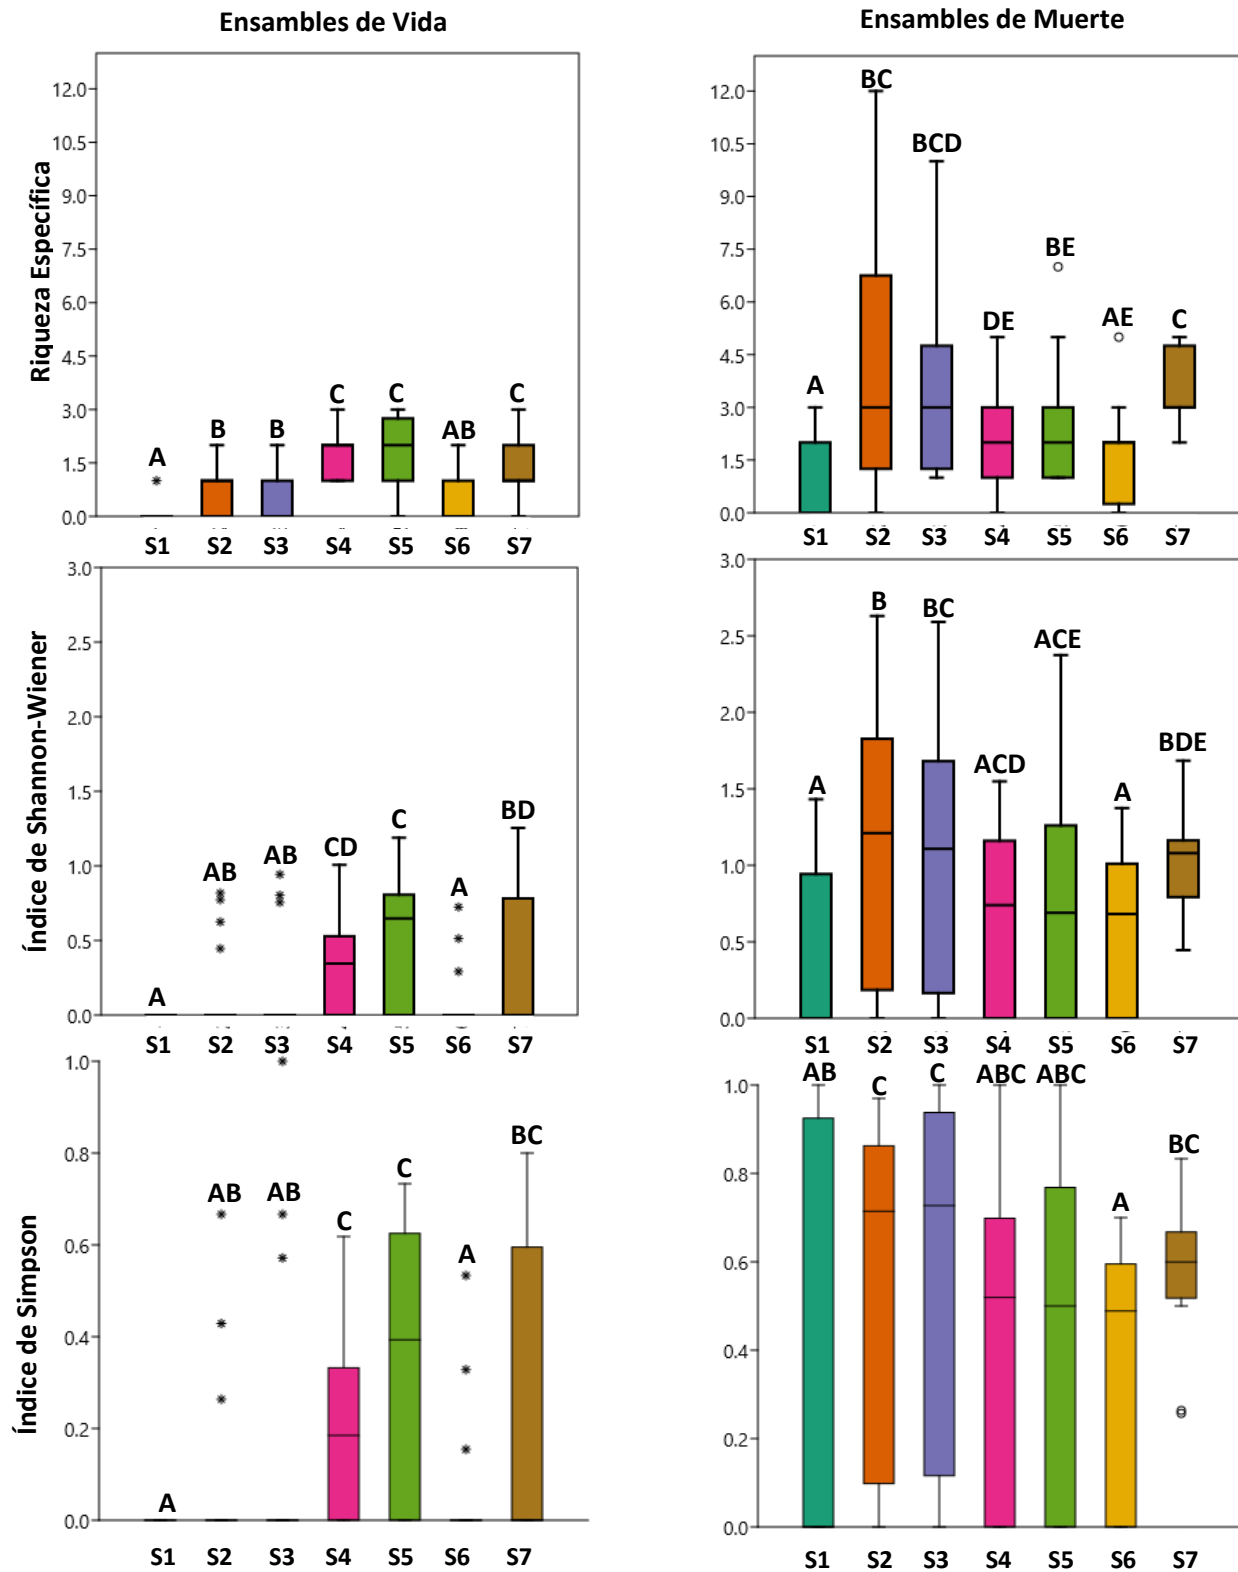 Ensambles de Vida
Ensambles de Muerte
Riqueza Específica
12.0
10.5
9.0
7.5
6.0
4.5
3.0
1.5
0.0
A
B
B
C
C
AB
C
S1 S2 S3 S4 S5 S6 S7
12.0
10.5
9.0
7.5
6.0
4.5
3.0
1.5
0.0
A
BC
BCD
DE
BE
AE
C
S1 S2 S3 S4 S5 S6 S7
Índice de Shannon-Wiener
3.0
2.5
2.0
1.5
1.0
0.5
0.0
A
AB
AB
CD
C
A
BD
S1 S2 S3 S4 S5 S6 S7
3.0
2.5
2.0
1.5
1.0
0.5
0.0
A
B
BC
ACD
ACE
A
BDE
S1 S2 S3 S4 S5 S6 S7
Índice de Simpson
1.0
0.8
0.6
0.4
0.2
0.0
A
AB
AB
C
C
A
BC
S1 S2 S3 S4 S5 S6 S7
1.0
0.8
0.6
0.4
0.2
0.0
AB
C
C
ABC
ABC
A
BC
S1 S2 S3 S4 S5 S6 S7